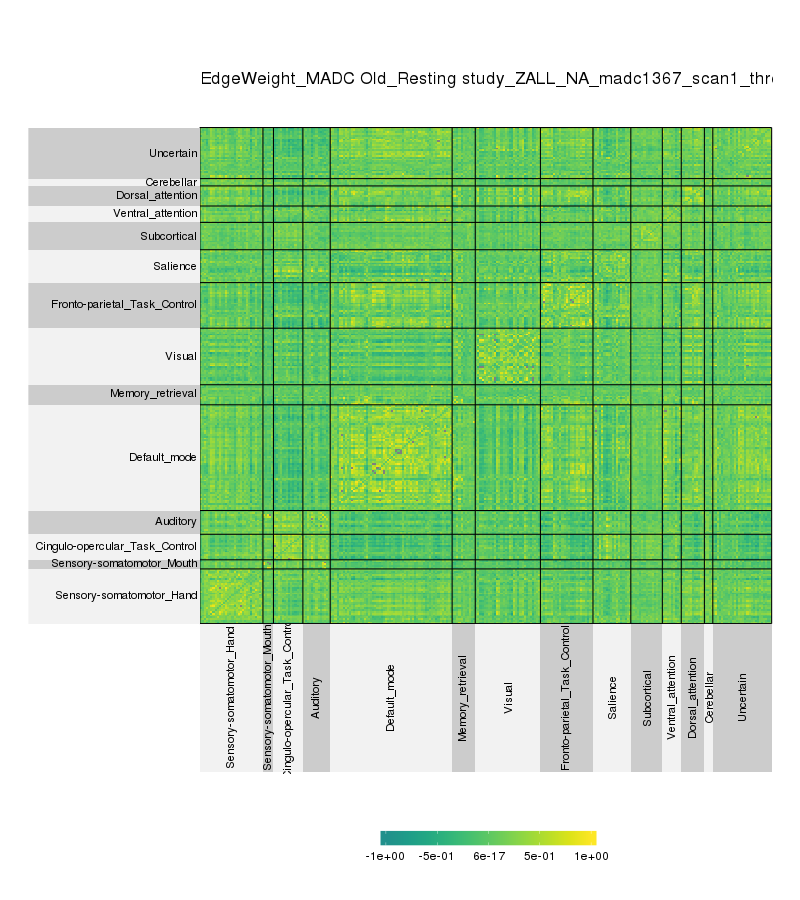 EdgeWeight_MADC Old_Resting study_ZALL_NA_madc1367_scan1_thre
Uncertain
Cerebellar
Dorsal_attention
Ventral_attention
Subcortical
Salience
Fronto-parietal_Task_Control
Visual
Memory_retrieval
Default_mode
Auditory
Cingulo-opercular_Task_Control
Sensory-somatomotor_Mouth
Sensory-somatomotor_Hand
Sensory-somatomotor_Hand
Sensory-somatomotor_Mouth
Cingulo-opercular_Task_Control
Auditory
Default_mode
Memory_retrieval
Visual
Fronto-parietal_Task_Control
Salience
Subcortical
Ventral_attention
Dorsal_attention
Cerebellar
Uncertain
-1e+00 -5e-01 6e-17 5e-01 1e+00